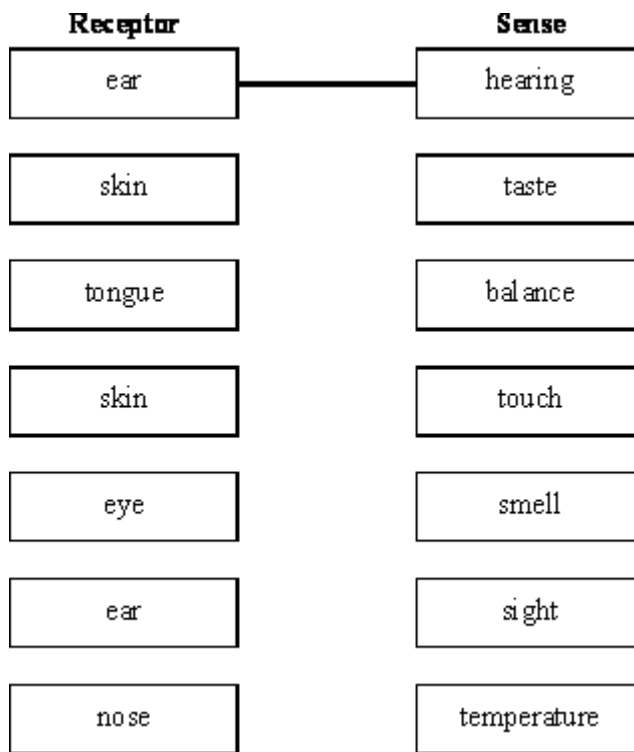 Receptor Sense
ear hearing
skin taste
tongue balance
skin touch
eye smell
ear sight
nose temperature